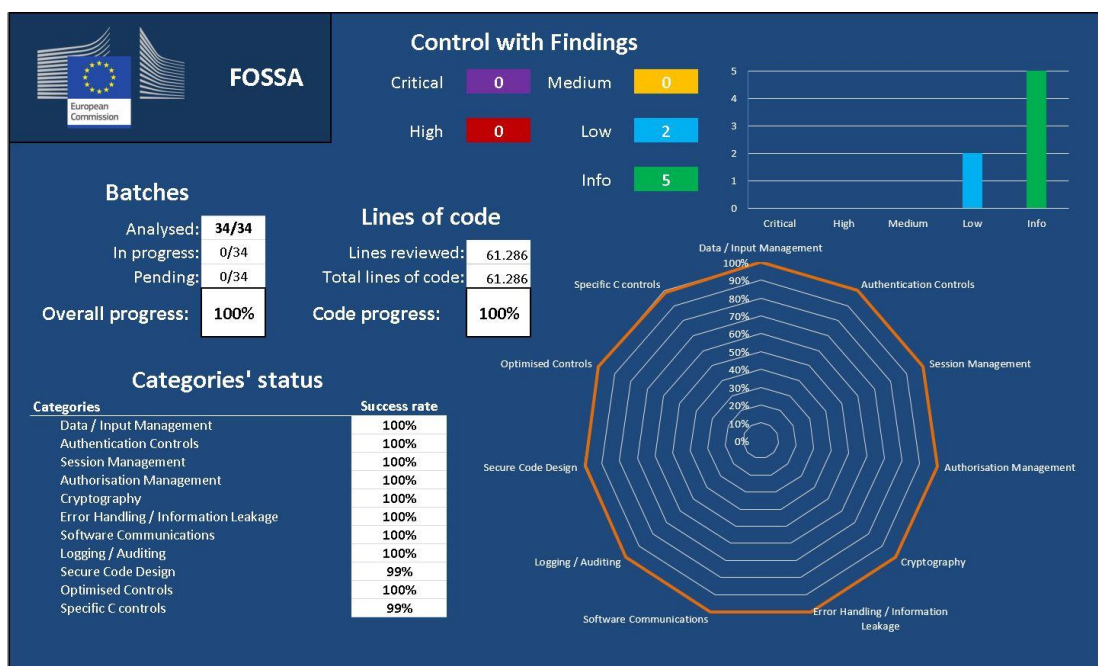 European
Commission
FOSSA
Control with Findings
Critical 0 Medium 0
High 0 Low 2
Info 5
5
4
3
2
1
0
Critical High Medium Low Info
Batches
Analysed: 34/34
In progress: 0/34
Pending: 0/34
Overall progress: 100%
Lines of code
Lines reviewed: 61.286
Total lines of code: 61.286
Code progress: 100%
Categories' status
Categories Success rate
Data / Input Management 100%
Authentication Controls 100%
Session Management 100%
Authorisation Management 100%
Cryptography 100%
Error Handling / Information Leakage 100%
Software Communications 100%
Logging / Auditing 100%
Secure Code Design 99%
Optimised Controls 100%
Specific C controls 99%
Data / Input Management
Authentication Controls
Session Management
Authorisation Management
Cryptography
Error Handling / Information
Leakage
Software Communications
Logging / Auditing
Secure Code Design
Optimised Controls
Specific C controls
100%
90%
80%
70%
60%
50%
40%
30%
20%
10%
0%